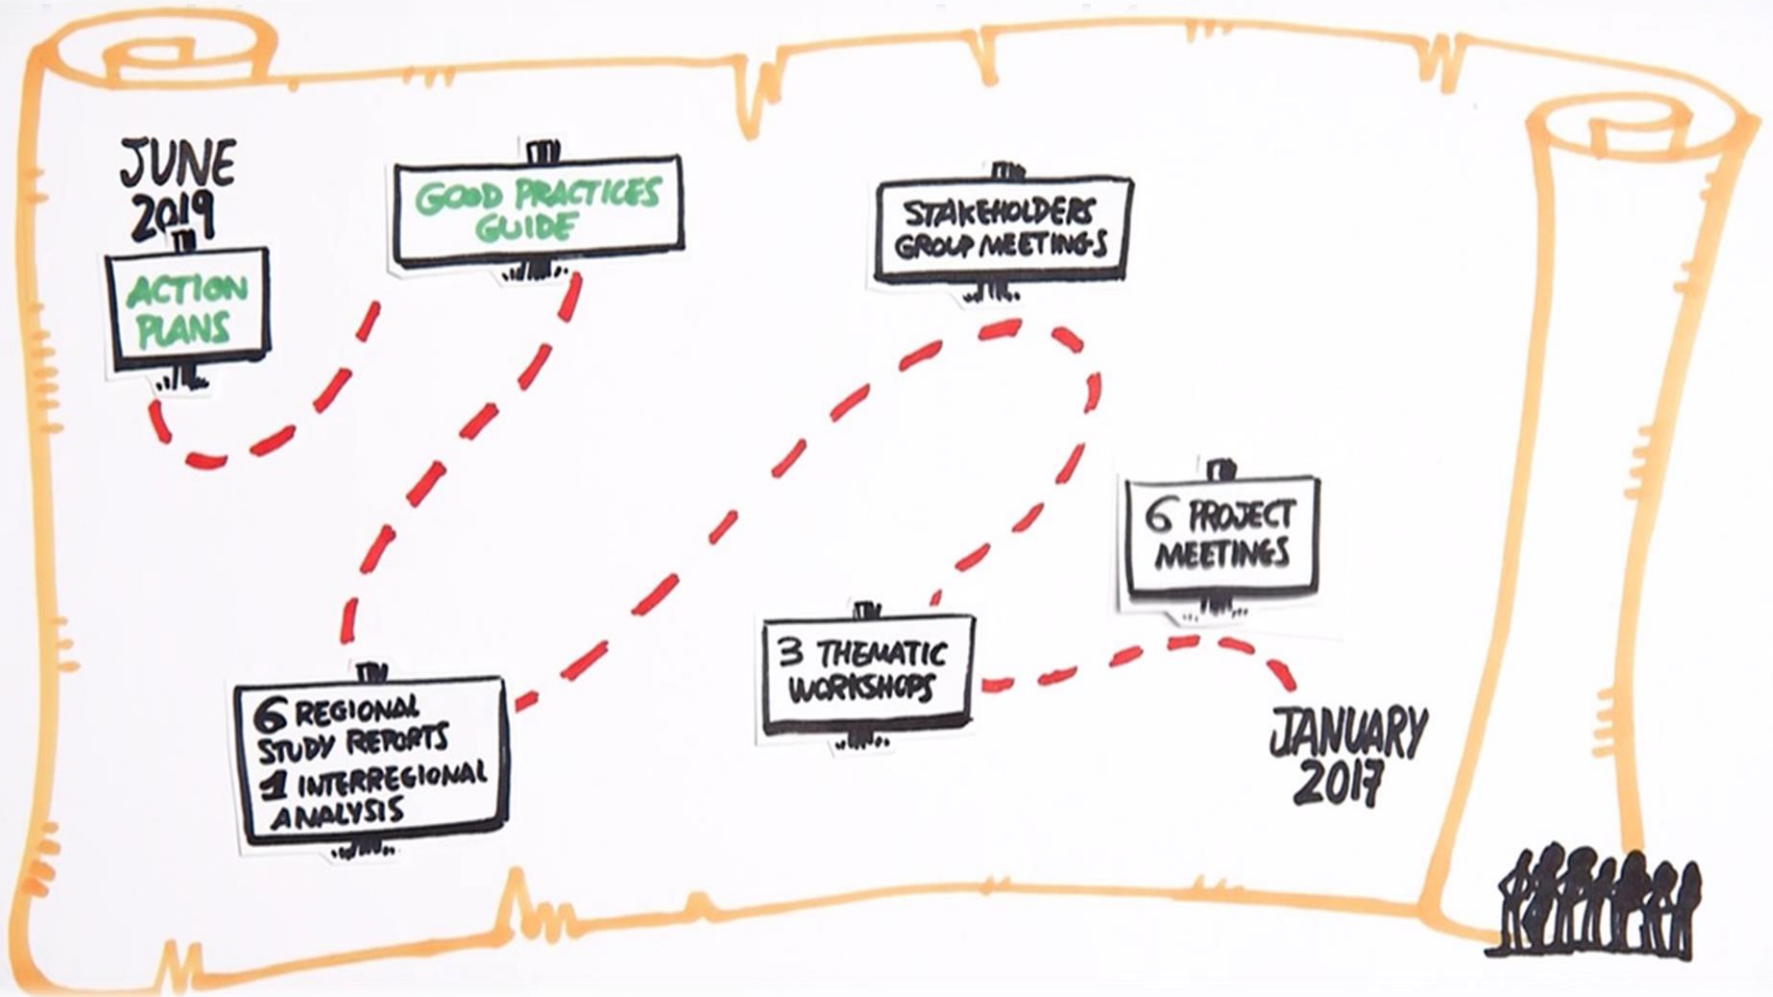 JUNE
2019
ACTION
PLANS
GOOD PRACTICES
GUIDE
STAKEHOLDERS
GROUP MEETINGS
6 PROJECT
MEETINGS
3 THEMATIC
WORKSHOPS
6 REGIONAL
STUDY REPORTS
1 INTERREGIONAL
ANALYSIS
JANUARY
2017